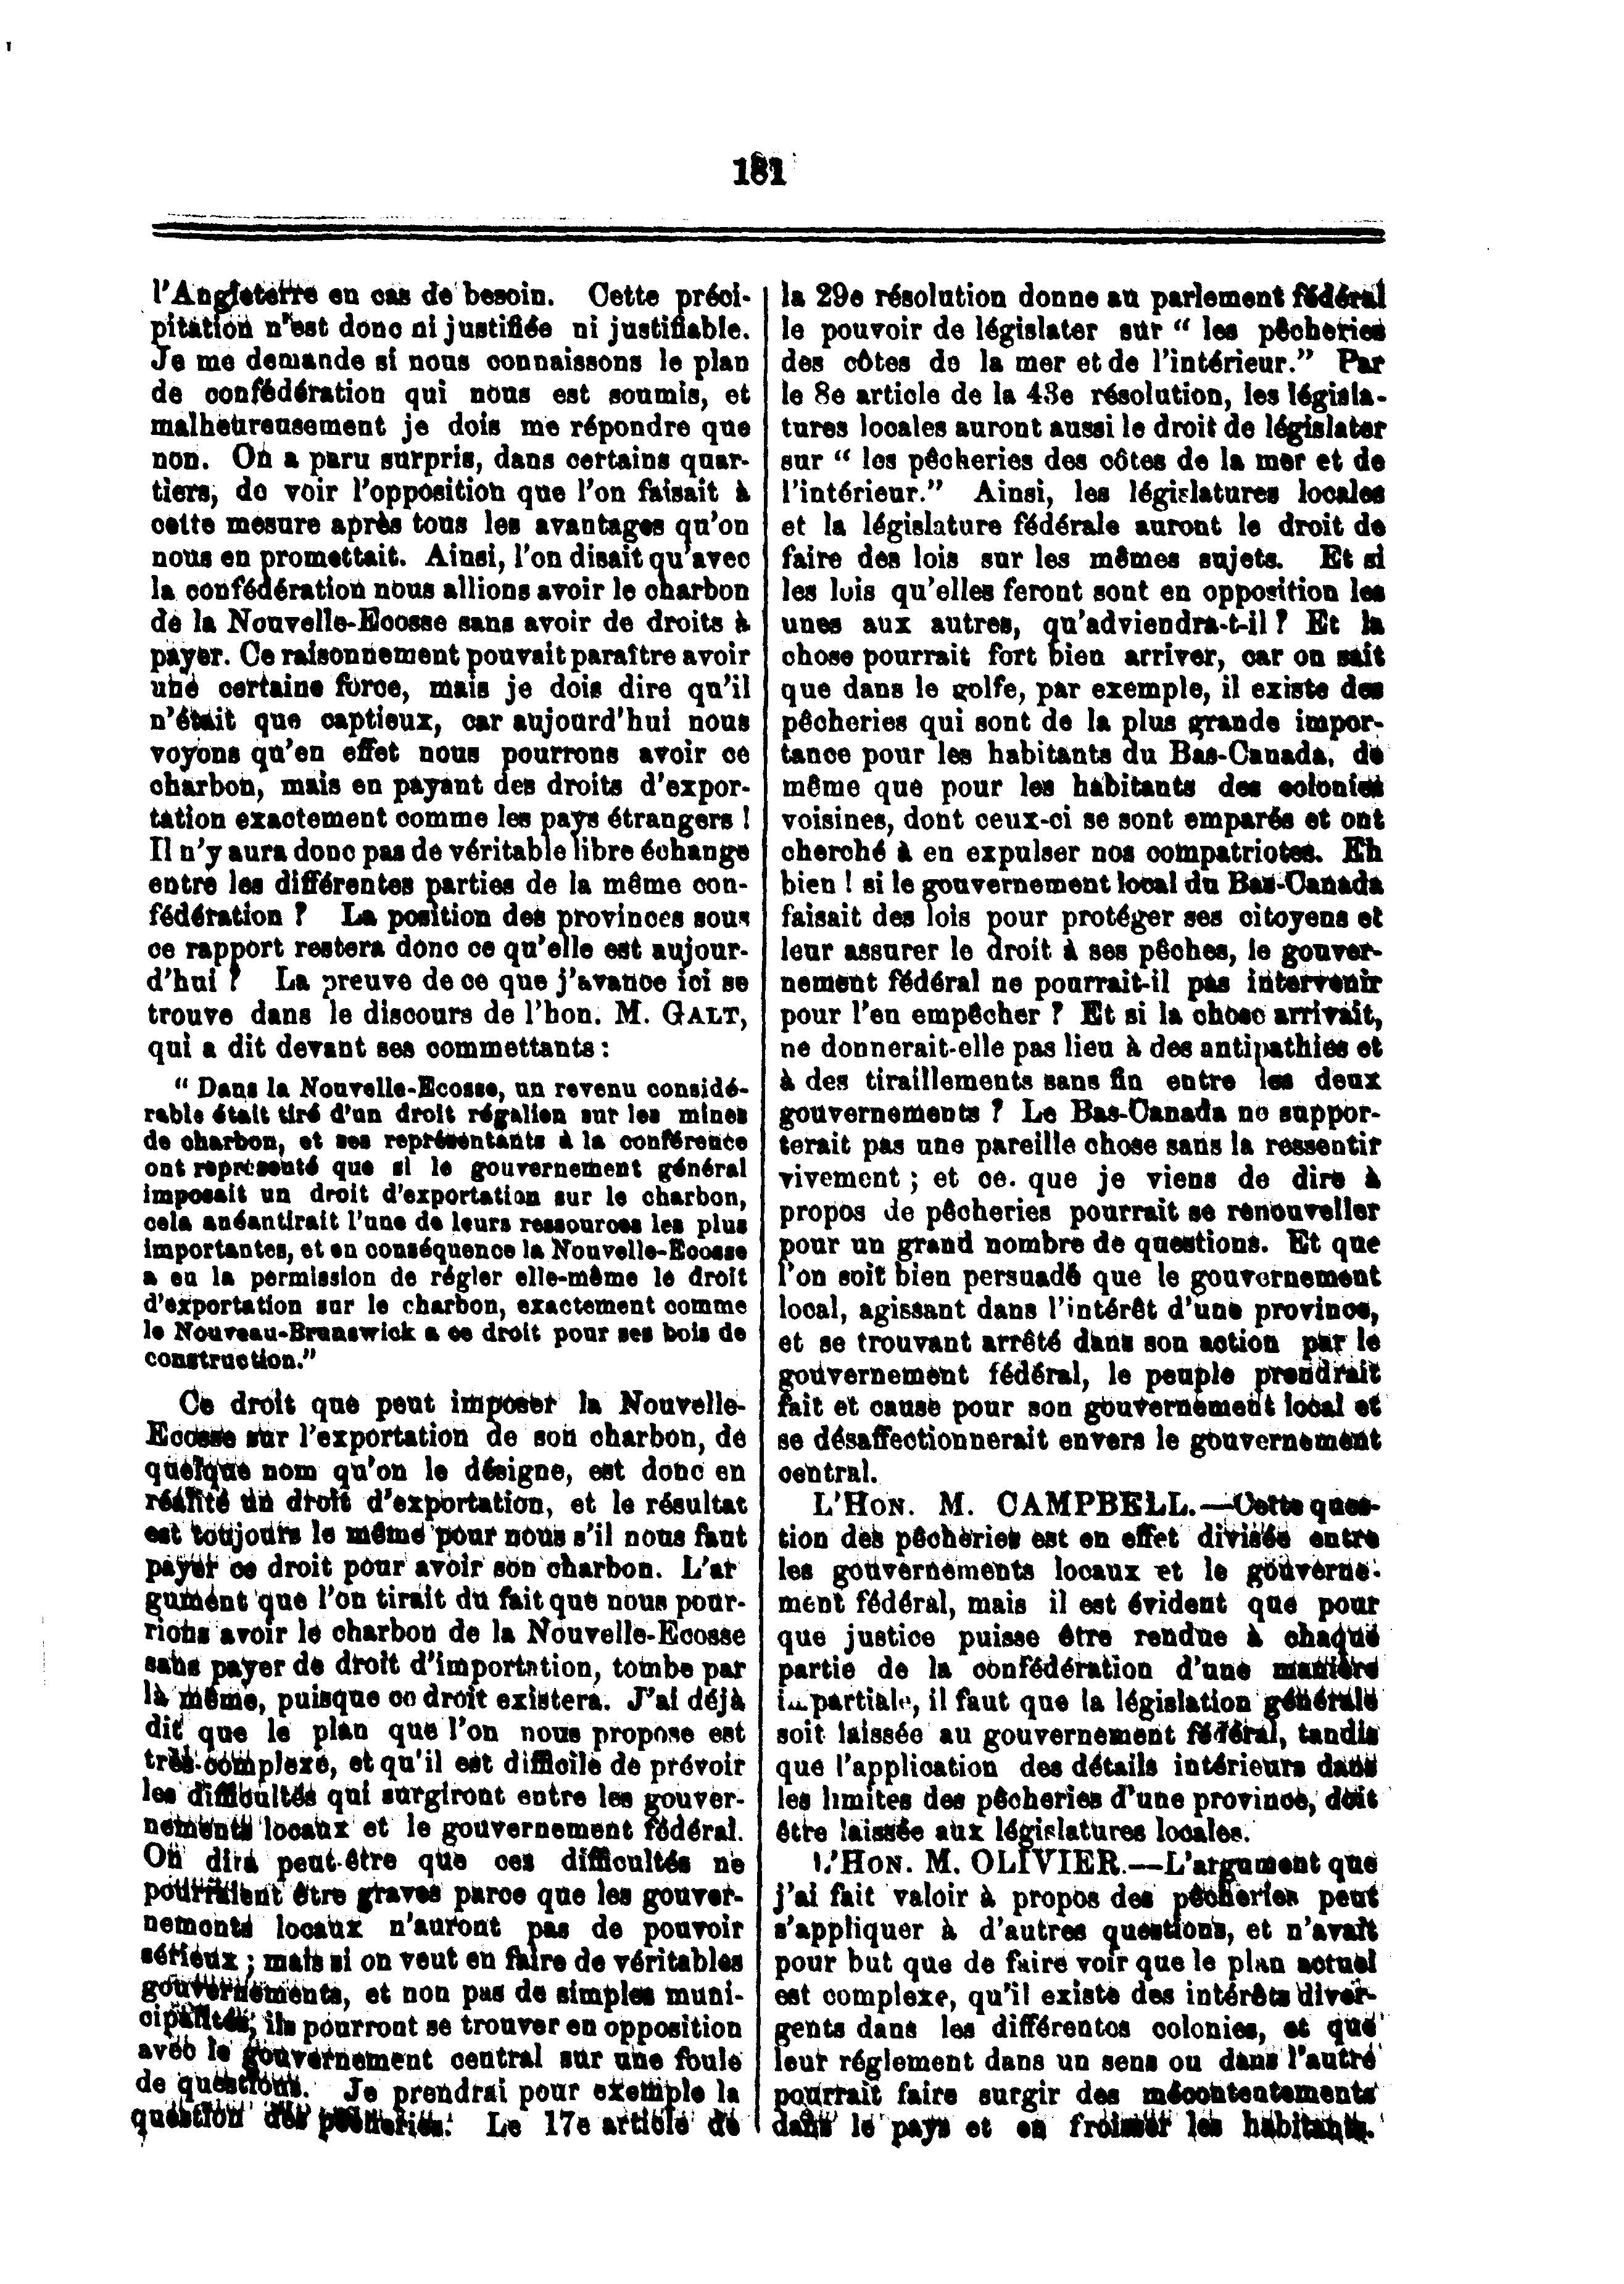 181
l'Angleterre en cas de besoin. Cette préci-
pitation n'est donc ni justifiée ni justifiable.
Je me demande si nous connaissons le plan
de confédération qui nous est soumis, et
malheureusement je dois me répondre que
non. On a paru surpris, dans certains quar-
tiers, de voir l'opposition que l'on faisait à
cette mesure après tous les avantages qu'on
nous en promettait. Ainsi, l'on disait qu'avec
la confédération nous allions avoir le charbon
de la Nouvelle-Ecosse sans avoir de droits à
payer. Ce raisonnement pouvait paraître avoir
une certaine force, mais je dois dire qu'il
n'était que captieux, car aujourd'hui nous
voyons qu'en effet nous pourrons avoir ce
charbon, mais en payant des droits d'expor-
tation exactement comme les pays étrangers !
Il n'y aura donc pas de véritable libre échange
entre les différentes parties de la même con-
fédération ? La position des provinces sous
ce rapport restera donc ce qu'elle est aujour-
d'hui ? La preuve de ce que j'avance ici se
trouve dans le discours de l'hon. M. GALT,
qui a dit devant ses commettants :
" Dans la Nouvelle-Ecosse, un revenu considé-
rable était tiré d'un droit régalien sur les mines
de charbon, et ses représentants à la conférence
ont représenté que si le gouvernement général
imposait un droit d'exportation sur le charbon,
cela anéantirait l'une de leurs ressources les plus
importantes, et en conséquence la Nouvelle-Ecosse
a eu la permission de régler elle-même le droit
d'exportation sur le charbon, exactement comme
le Nouveau-Brunswick a ce droit pour ses bois de
construction."
Ce droit que peut imposer la Nouvelle-
Ecosse sur l'exportation de son charbon, de
quelque nom qu'on le désigne, est donc en
réalité un droit d'exportation, et le résultat
est toujours le même pour nous s'il nous faut
payer ce droit pour avoir son charbon. L'ar
gument que l'on tirait du fait que nous pour-
rions avoir le charbon de la Nouvelle-Ecosse
sans payer de droit d'importation, tombe par
là même, puisque ce droit existera. J'ai déjà
dit que le plan que l'on nous propose est
très-complexe, et qu'il est difficile de prévoir
les difficultés qui surgiront entre les gouver-
nements locaux et le gouvernement fédéral.
On dira peut-être que ces difficultés ne
pourraient être graves parce que les gouver-
nements locaux n'auront pas de pouvoir
sérieux ; mais si on veut en faire de véritables
gouvernements, et non pas de simples muni-
cipalités, ils pourront se trouver en opposition
avec le gouvernement central sur une foule
de questions. Je prendrai pour exemple la
question des pêcheries. Le 17e article de
la 29e résolution donne au parlement fédéral
le pouvoir de législater sur " les pêcheries
des côtes de la mer et de l'intérieur." Par
le 8e article de la 43e résolution, les législa-
tures locales auront aussi le droit de législater
sur " les pêcheries des côtes de la mer et de
l'intérieur." Ainsi, les législatures locales
et la législature fédérale auront le droit de
faire des lois sur les mêmes sujets. Et si
les lois qu'elles feront sont en opposition les
unes aux autres, qu'adviendra-t-il ? Et la
chose pourrait fort bien arriver, car on sait
que dans le golfe, par exemple, il existe des
pêcheries qui sont de la plus grande impor-
tance pour les habitants du Bas-Canada, de
même que pour les habitants des colonies
voisines, dont ceux-ci se sont emparés et ont
cherché à en expulser nos compatriotes. Eh
bien ! si le gouvernement local du Bas-Canada
faisait des lois pour protéger ses citoyens et
leur assurer le droit à ses pêches, le gouver-
nement fédéral ne pourrait-il pas intervenir
pour l'en empêcher ? Et si la chose arrivait,
ne donnerait-elle pas lieu à des antipathies et
à des tiraillements sans fin entre les deux
gouvernements ? Le Bas-Canada ne suppor-
terait pas une pareille chose sans la ressentir
vivement ; et ce. que je viens de dire à
propos de pêcheries pourrait se renouveller
pour un grand nombre de questions. Et que
l'on soit bien persuadé que le gouvernement
local, agissant dans l'intérêt d'une province,
et se trouvant arrêté dans son action par le
gouvernement fédéral, le peuple prendrait
fait et cause pour son gouvernement local et
se désaffectionnerait envers le gouvernement
central.
L'HON. M. CAMPBELL.—Cette ques-
tion des pêcheries est en effet divisée entre
les gouvernements locaux et le gouverne-
ment fédéral, mais il est évident que pour
que justice puisse être rendue à chaque
partie de la confédération d'une manière
impartiale, il faut que la législation générale
soit laissée au gouvernement fédéral, tandis
que l'application des détails intérieurs dans
les limites des pêcheries d'une province, doit
être laissée aux législatures locales.
L'HON. M. OLIVIER.—L'argument que
j'ai fait valoir à propos des pêcheries peut
s'appliquer à d'autres questions, et n'avait
pour but que de faire voir que le plan actuel
est complexe, qu'il existe des intérêts diver-
gents dans les différentes colonies, et que
leur réglement dans un sens ou dans l'autre
pourrait faire surgir des mécontentements
dans le pays et en froisser les habitants.